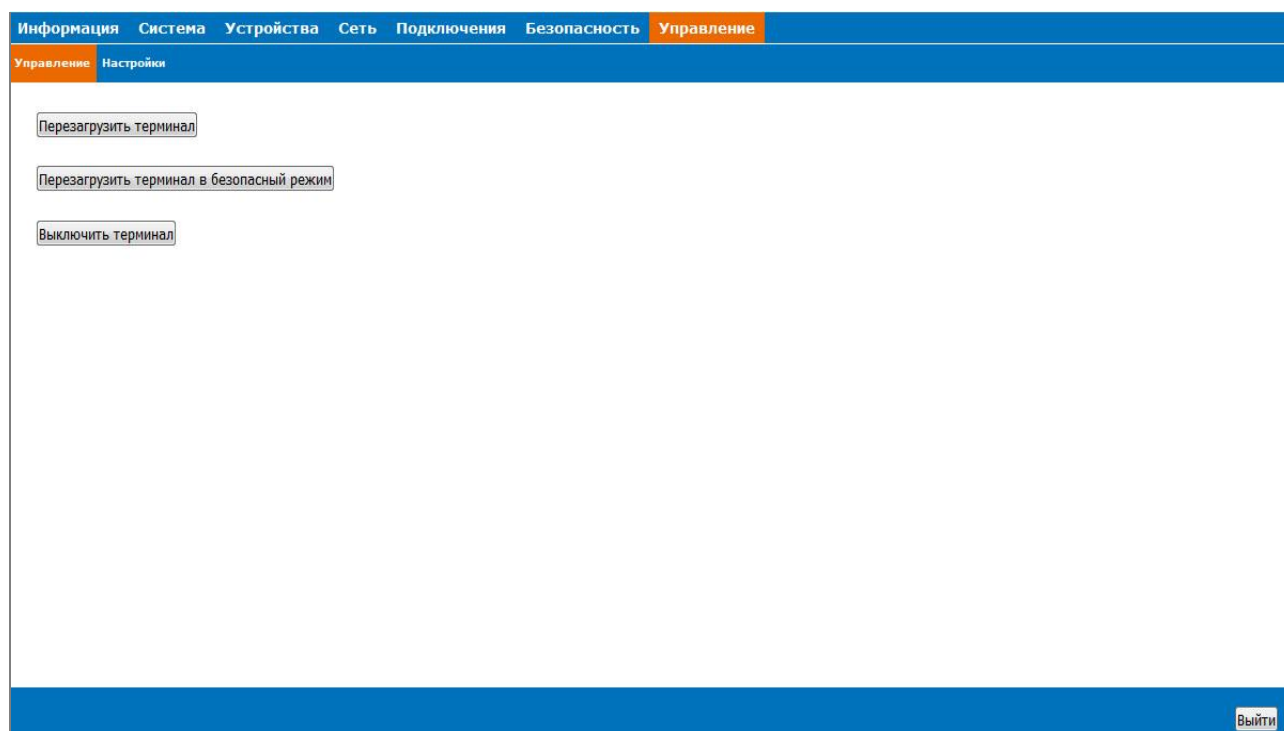 Информация Система Устройства Сеть Подключения Безопасность Управление
Управление Настройки
Перезагрузить терминал
Перезагрузить терминал в безопасный режим
Выключить терминал
Выйти